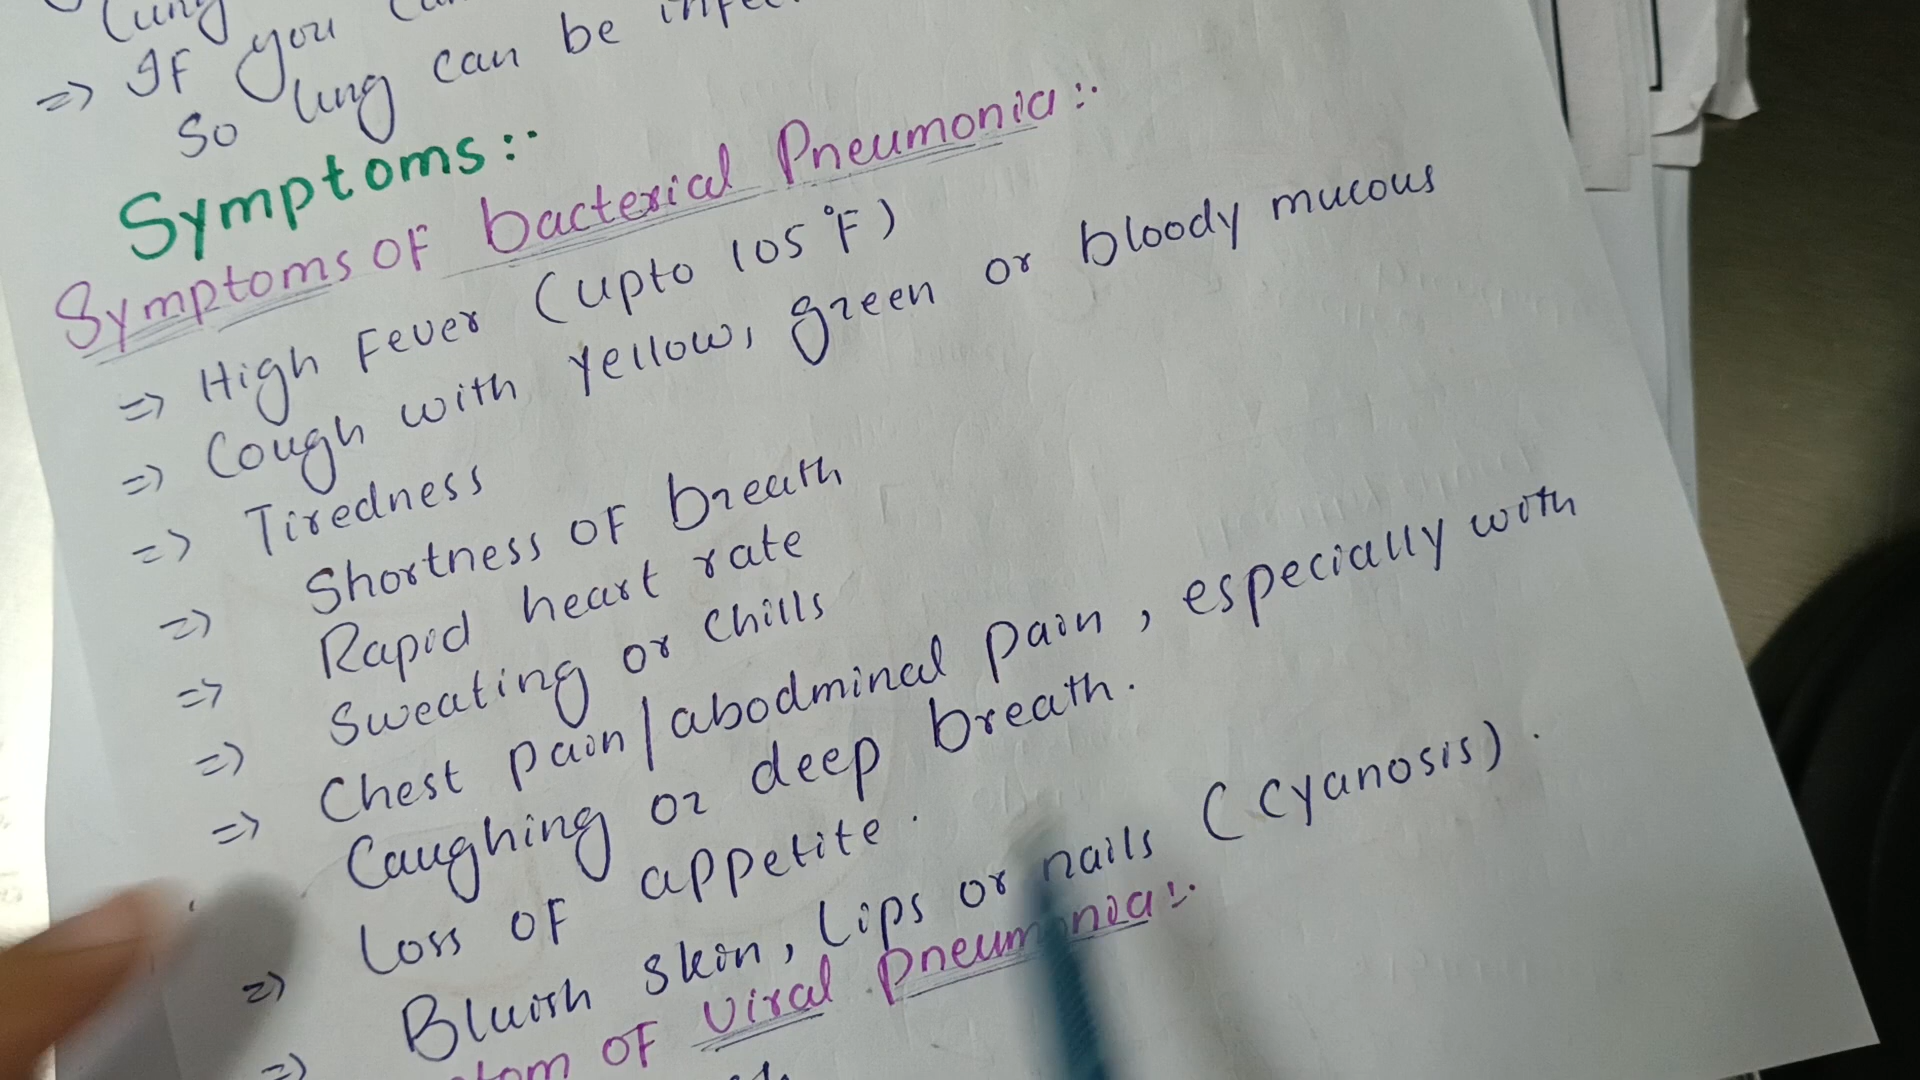 => If you
So lung can be
Symptoms:-
Symptoms of bacterial Pneumonia:-
=> High Fever (upto 105°F)
=> Cough with Yellow, green or bloody mucous
=> Tiredness
=> Shortness of breath
=> Rapid heart rate
=> Sweating or Chills
=> Chest pain/abodminal Pain, especially with
Caughing or deep breath.
=> Loss of appetite.
=> Bluish Skin, Lips or nails (Cyanosis).
of Viral Pneumonia:-